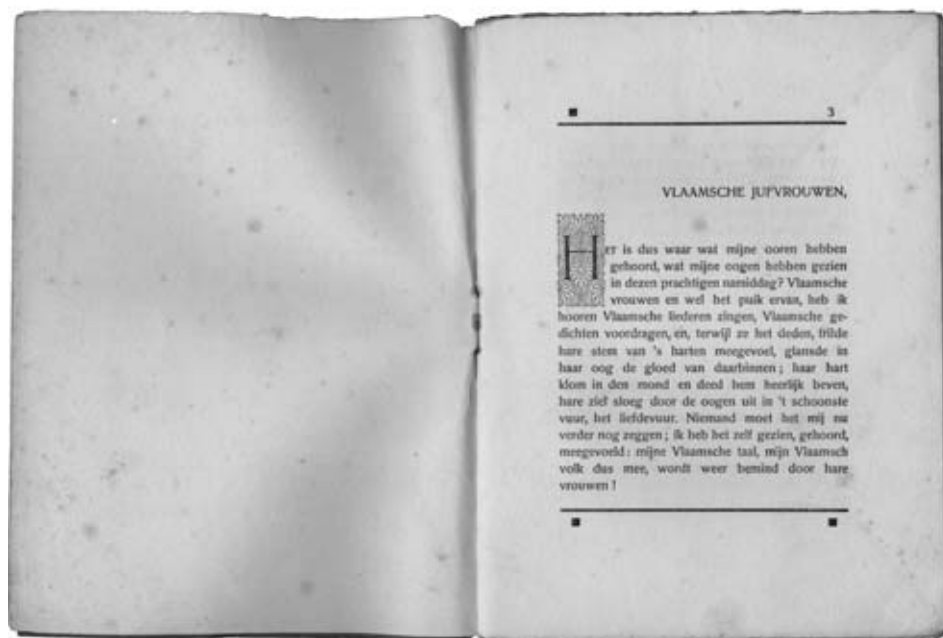 3
VLAAMSCHE JUFVROUWEN,
HET is dus waar wat mijne ooren hebben
gehoord, wat mijne oogen hebben gezien
in dezen prachtigen namiddag? Vlaamsche
vrouwen en wel het puik ervan, heb ik
hooren Vlaamsche liederen zingen, Vlaamsche ge-
dichten voordragen, en, terwijl ze het deden, trilde
hare stem van 's harten meegevoel, glansde in
haar oog de gloed van daarbinnen; haar hart
klom in den mond en deed hem heerlijk beven,
hare ziel sloeg door de oogen uit in 't schoonste
vuur, het liefdevuur. Niemand moet het mij nu
verder nog zeggen; ik heb het zelf gezien, gehoord,
meegevoeld: mijne Vlaamsche taal, mijn Vlaamsch
volk dus mee, wordt weer bemind door hare
vrouwen!